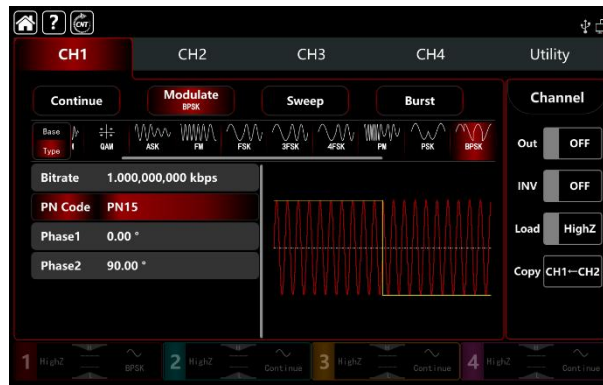 ? CNT
CH1 CH2 CH3 CH4 Utility
Continue Modulate Sweep Burst Channel
BPSK
Base
Type QAM ASK FM FSK 3FSK 4FSK PM PSK BPSK
Out OFF
Bitrate 1.000,000,000 kbps
INV OFF
PN Code PN15
Load HighZ
Phase1 0.00 °
Phase2 90.00 °
Copy CH1←CH2
1 HighZ BPSK 2 HighZ Continue 3 HighZ Continue 4 HighZ Continue